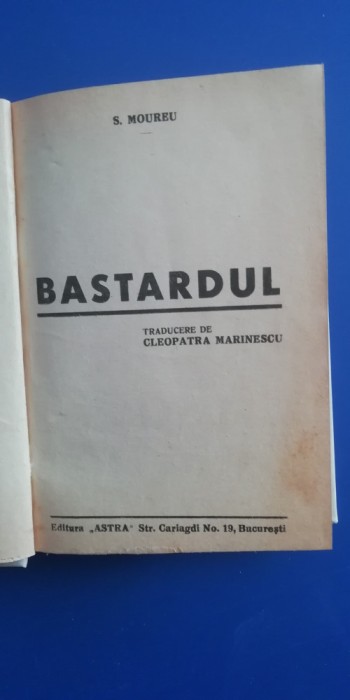 S. MOUREU
BASTARDUL
TRADUCERE DE
CLEOPATRA MARINESCU
Editura „ASTRA" Str. Cariagdi No. 19, Bucureşti